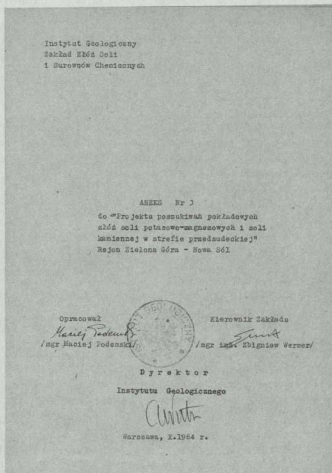 Instytut Geologiczny
Zakład Złóż Soli
i Surowców Chemicznych
ANEKS Nr 3
do "Projektu poszukiwań pokładowych
złóż soli potasowo-magnezowych i soli
kamiennej w strefie przedsudeckiej"
Rejon Zielona Góra - Nowa Sól
Opracował Kierownik Zakładu
/mgr Maciej Podemski/ /mgr inż. Zbigniew Werner/
Dyrektor
Instytutu Geologicznego
Warszawa, X.1964 r.